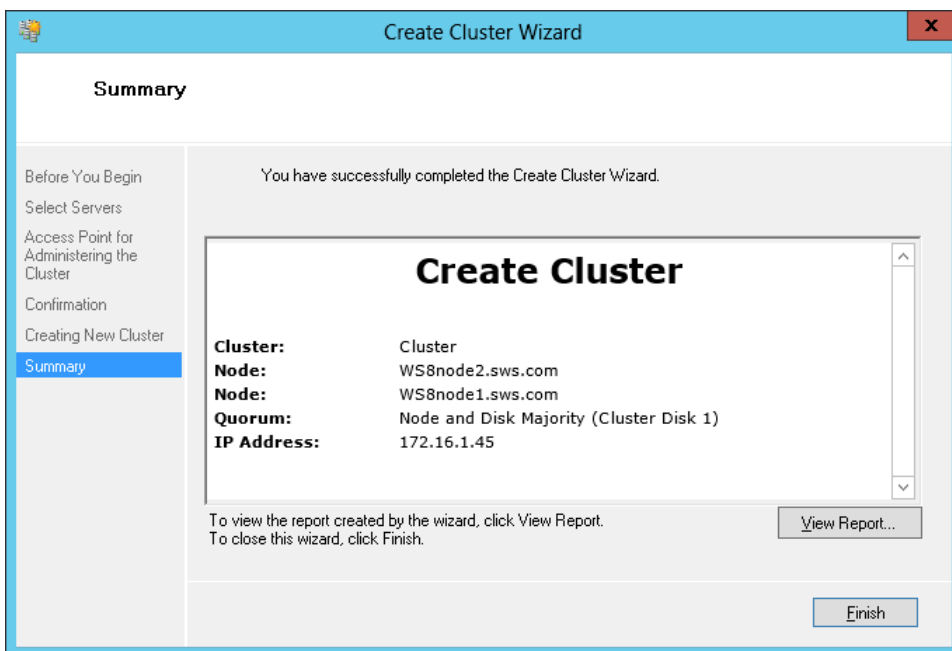 Create Cluster Wizard
x
Summary
Before You Begin
Select Servers
Access Point for
Administering the
Cluster
Confirmation
Creating New Cluster
Summary
You have successfully completed the Create Cluster Wizard.
Create Cluster
Cluster: Cluster
Node: WS8node2.sws.com
Node: WS8node1.sws.com
Quorum: Node and Disk Majority (Cluster Disk 1)
IP Address: 172.16.1.45
To view the report created by the wizard, click View Report.
To close this wizard, click Finish.
View Report...
Finish